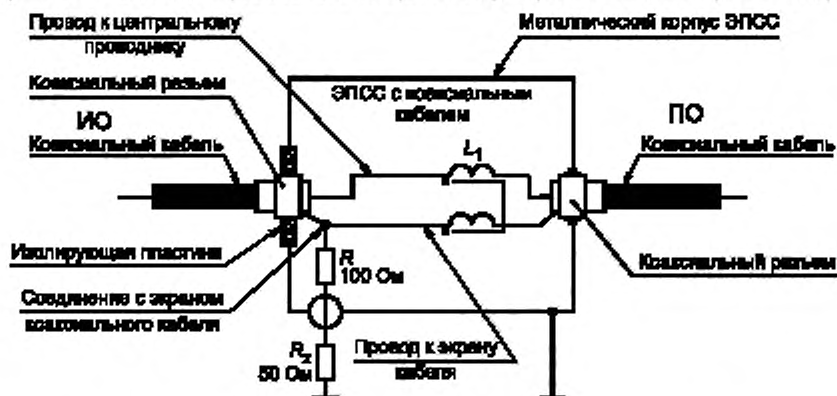 Провод к центральному
проводнику
Металлический корпус ЭПСС
Коаксиальный разъем
ЭПСС с коаксиальным
кабелем
ИО
ПО
Коаксиальный кабель
Коаксиальный кабель
L1
Изолирующая пластина
R
100 Ом
Коаксиальный разъем
Соединение с экраном
коаксиального кабеля
Rz
50 Ом
Провод к экрану
кабеля